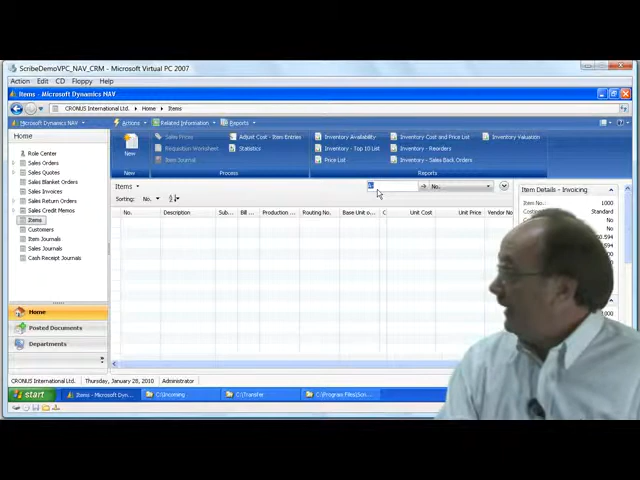 ScribeDemoVPC_NAV_CRM - Microsoft Virtual PC 2007
Action Edit CD Floppy Help
Items - Microsoft Dynamics NAV
CRONUS International Ltd. Home Items
Microsoft Dynamics NAV Actions Related Information Reports
Home
New
Sales Prices
Requisition Worksheet
Item Journal
Adjust Cost - Item Entries
Statistics
Inventory Availability
Inventory - Top 10 List
Price List
Inventory Cost and Price List
Inventory - Reorders
Inventory - Sales Back Orders
Inventory Valuation
New Process Reports
Role Center
Sales Orders
Sales Quotes
Sales Blanket Orders
Sales Invoices
Sales Return Orders
Sales Credit Memos
Items
Customers
Item Journals
Sales Journals
Cash Receipt Journals
Items No.
Sorting: No.
No. Description Sub... Bill ... Production ... Routing No. Base Unit o... C Unit Cost Unit Price Vendor No
Item Details - Invoicing
Item No. 1000
Standard
1000
Home
Posted Documents
Departments
CRONUS International Ltd. Thursday, January 28, 2010 Administrator
start Items - Microsoft Dyn... C:\Incoming C:\Transfer C:\Program Files\Scri...